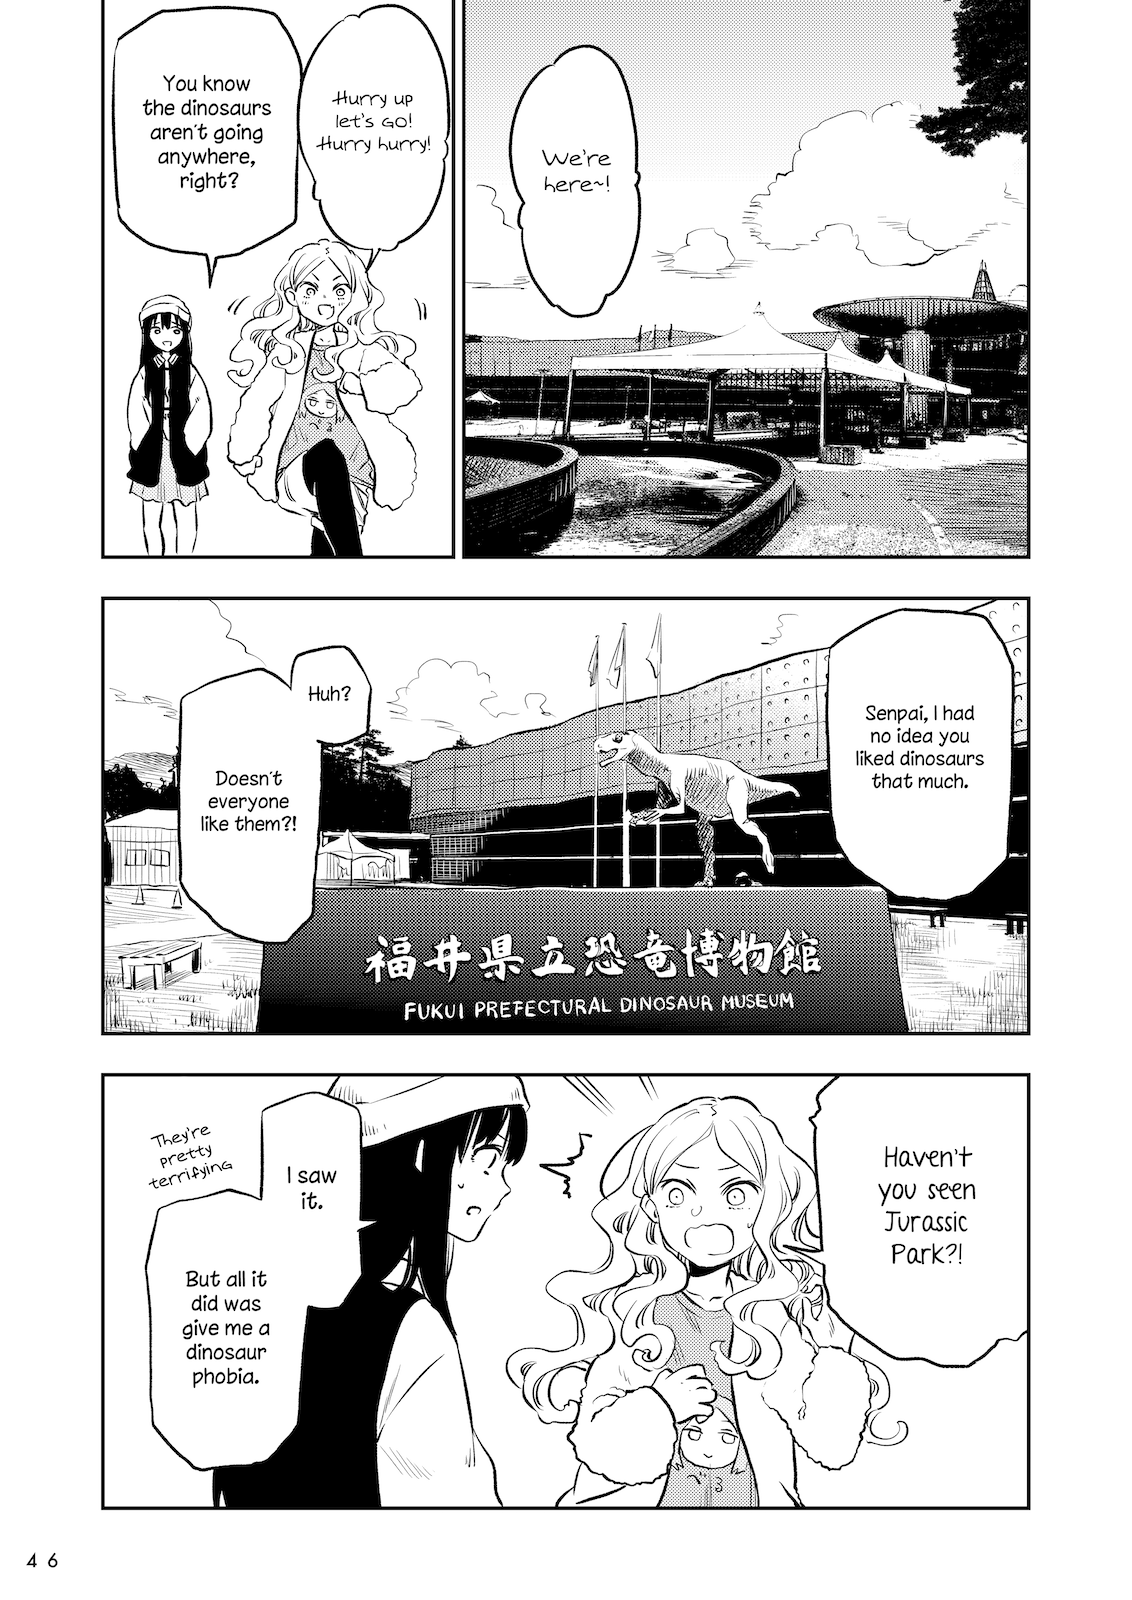 We're
here~!
Hurry up
let's GO!
Hurry hurry!
You know
the dinosaurs
aren't going
anywhere,
right?
Senpai, I had
no idea you
liked dinosaurs
that much.
Huh?
Doesn't
everyone
like them?!
福井県立恐竜博物館
FUKUI PREFECTURAL DINOSAUR MUSEUM
Haven't
you seen
Jurassic
Park?!
I saw
it.
They're
pretty
terrifying
But all it
did was
give me a
dinosaur
phobia.
46